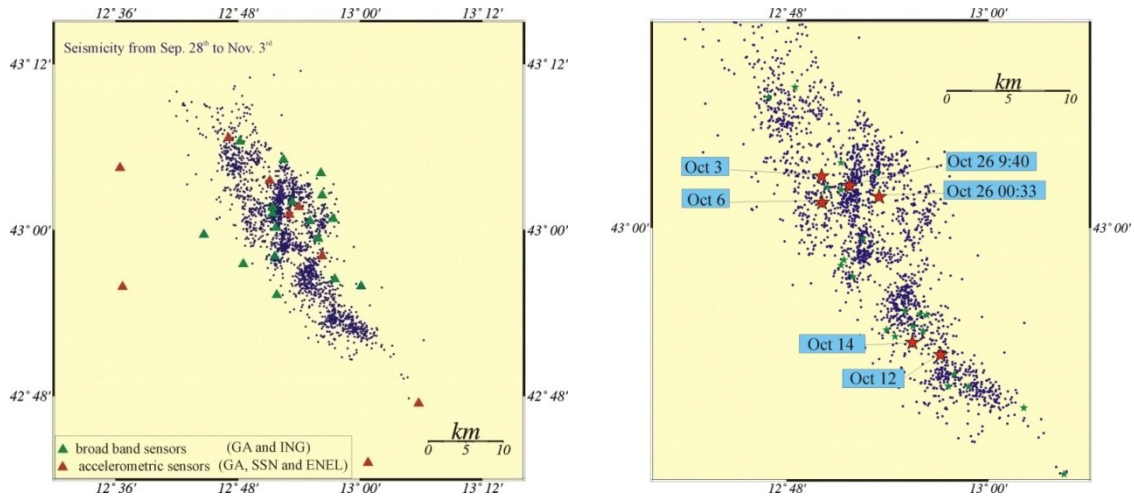 12° 36' 12° 48' 13° 00' 13° 12'
Seismicity from Sep. 28th to Nov. 3rd
43° 12' 43° 12'
43° 00' 43° 00'
42° 48' 42° 48'
broad band sensors (GA and ING)
accelerometric sensors (GA, SSN and ENEL)
km
0 5 10
12° 36' 12° 48' 13° 00' 13° 12'
12° 48' 13° 00'
km
0 5 10
Oct 3
Oct 26 9:40
Oct 6
Oct 26 00:33
43° 00' 43° 00'
Oct 14
Oct 12
12° 48' 13° 00'